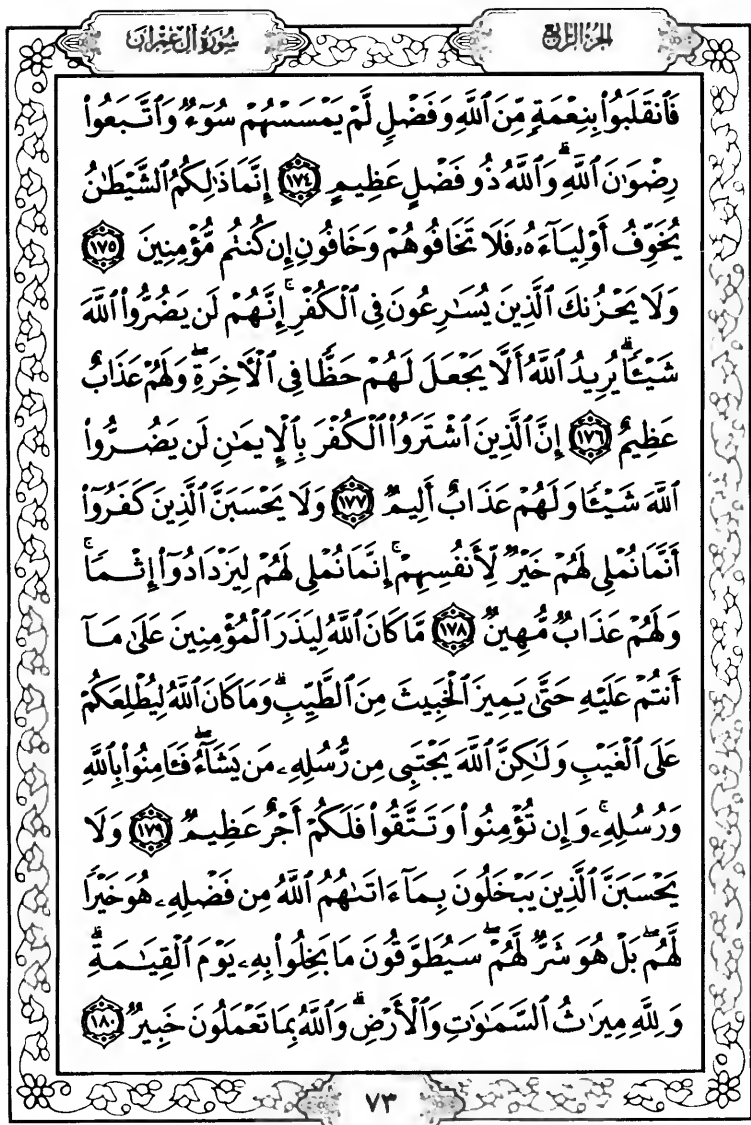 سُورَةُ آلِ عِمْرَانَ
الجُزْءُ الرَّابِعُ
فَٱنقَلَبُوا۟ بِنِعْمَةٍ مِّنَ ٱللَّهِ وَفَضْلٍ لَّمْ يَمْسَسْهُمْ سُوٓءٌ وَٱتَّبَعُوا۟
رِضْوَٰنَ ٱللَّهِ ۗ وَٱللَّهُ ذُو فَضْلٍ عَظِيمٍ ١٧٤ إِنَّمَا ذَٰلِكُمُ ٱلشَّيْطَٰنُ
يُخَوِّفُ أَوْلِيَآءَهُۥ فَلَا تَخَافُوهُمْ وَخَافُونِ إِن كُنتُم مُّؤْمِنِينَ ١٧٥
وَلَا يَحْزُنكَ ٱلَّذِينَ يُسَٰرِعُونَ فِى ٱلْكُفْرِ ۚ إِنَّهُمْ لَن يَضُرُّوا۟ ٱللَّهَ
شَيْـًٔا ۗ يُرِيدُ ٱللَّهُ أَلَّا يَجْعَلَ لَهُمْ حَظًّا فِى ٱلْءَاخِرَةِ ۖ وَلَهُمْ عَذَابٌ
عَظِيمٌ ١٧٦ إِنَّ ٱلَّذِينَ ٱشْتَرَوُا۟ ٱلْكُفْرَ بِٱلْإِيمَٰنِ لَن يَضُرُّوا۟
ٱللَّهَ شَيْـًٔا وَلَهُمْ عَذَابٌ أَلِيمٌ ١٧٧ وَلَا يَحْسَبَنَّ ٱلَّذِينَ كَفَرُوٓا۟
أَنَّمَا نُمْلِى لَهُمْ خَيْرٌ لِّأَنفُسِهِمْ ۚ إِنَّمَا نُمْلِى لَهُمْ لِيَزْدَادُوٓا۟ إِثْمًا ۚ
وَلَهُمْ عَذَابٌ مُّهِينٌ ١٧٨ مَّا كَانَ ٱللَّهُ لِيَذَرَ ٱلْمُؤْمِنِينَ عَلَىٰ مَآ
أَنتُمْ عَلَيْهِ حَتَّىٰ يَمِيزَ ٱلْخَبِيثَ مِنَ ٱلطَّيِّبِ ۗ وَمَا كَانَ ٱللَّهُ لِيُطْلِعَكُمْ
عَلَى ٱلْغَيْبِ وَلَٰكِنَّ ٱللَّهَ يَجْتَبِى مِن رُّسُلِهِۦ مَن يَشَآءُ ۖ فَـَٔامِنُوا۟ بِٱللَّهِ
وَرُسُلِهِۦ ۚ وَإِن تُؤْمِنُوا۟ وَتَتَّقُوا۟ فَلَكُمْ أَجْرٌ عَظِيمٌ ١٧٩ وَلَا
يَحْسَبَنَّ ٱلَّذِينَ يَبْخَلُونَ بِمَآ ءَاتَىٰهُمُ ٱللَّهُ مِن فَضْلِهِۦ هُوَ خَيْرًا
لَّهُم ۖ بَلْ هُوَ شَرٌّ لَّهُمْ ۖ سَيُطَوَّقُونَ مَا بَخِلُوا۟ بِهِۦ يَوْمَ ٱلْقِيَٰمَةِ ۗ
وَلِلَّهِ مِيرَٰثُ ٱلسَّمَٰوَٰتِ وَٱلْأَرْضِ ۗ وَٱللَّهُ بِمَا تَعْمَلُونَ خَبِيرٌ ١٨٠
٧٣